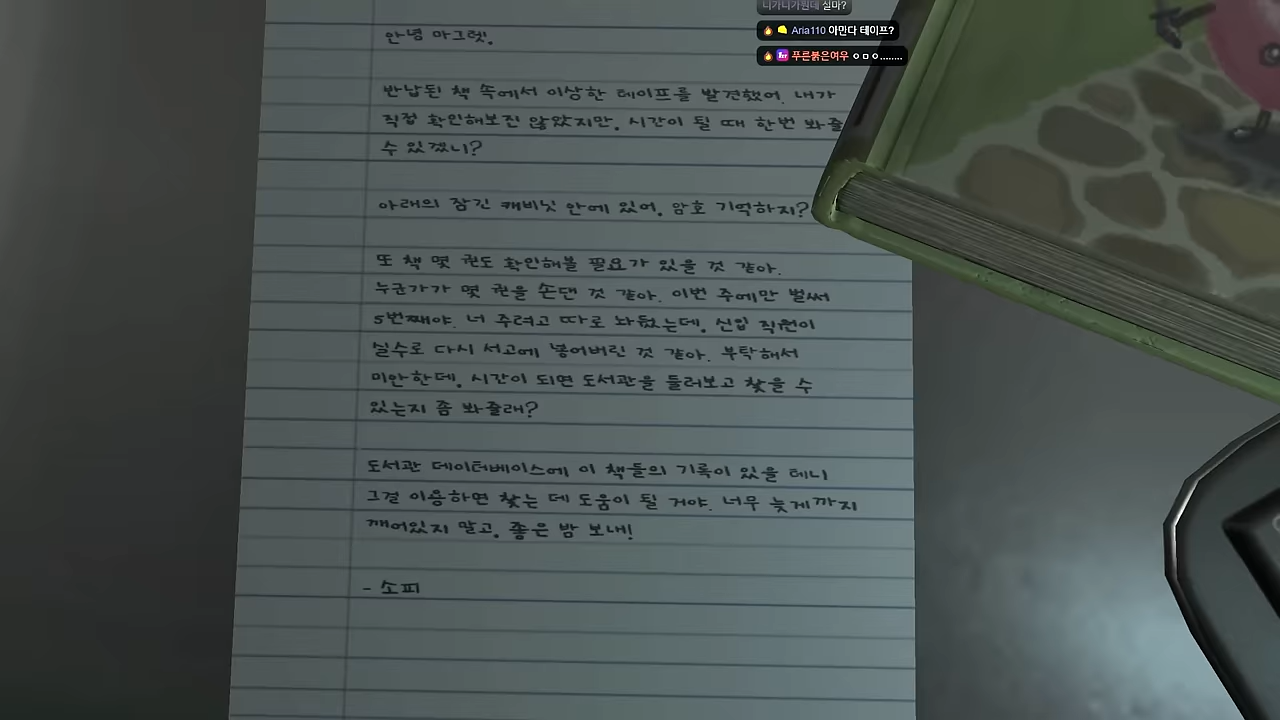 니가니가뭔데 실마?
Aria110 아만다 테이프?
푸른붉은여우 ㅇㅁㅇ........
안녕 마그렛,
반납된 책 속에서 이상한 테이프를 발견했어. 내가
직접 확인해보진 않았지만, 시간이 될 때 한번 봐줄
수 있겠니?
아래의 잠긴 캐비닛 안에 있어, 암호 기억하지?
또 책 몇 권도 확인해볼 필요가 있을 것 같아.
누군가가 몇 권을 손댄 것 같아. 이번 주에만 벌써
5번째야. 너 주려고 따로 놔뒀는데, 신입 직원이
실수로 다시 서고에 넣어버린 것 같아. 부탁해서
미안한데, 시간이 되면 도서관을 둘러보고 찾을 수
있는지 좀 봐줄래?
도서관 데이터베이스에 이 책들의 기록이 있을 테니
그걸 이용하면 찾는 데 도움이 될 거야. 너무 늦게까지
깨어있지 말고, 좋은 밤 보내!
- 소피